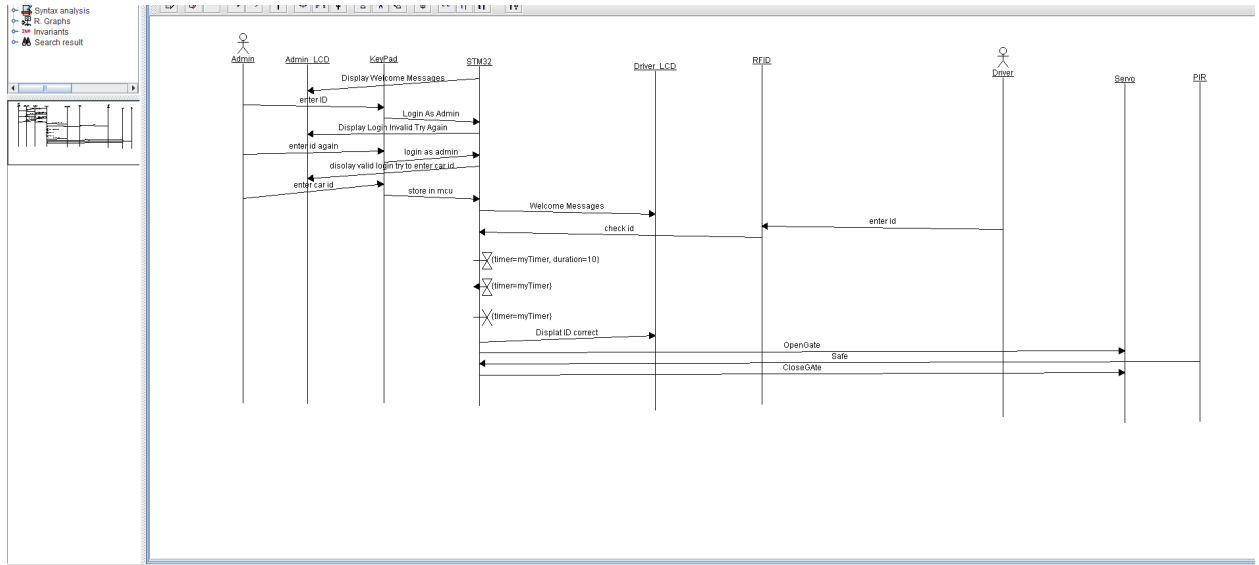 Syntax analysis
R. Graphs
Invariants
Search result
Admin
Admin_LCD
KeyPad
STM32
Driver_LCD
RFID
Driver
Servo
PIR
Display Welcome Messages
enter ID
Login As Admin
Display Login Invalid Try Again
enter id again
login as admin
disolay valid login try to enter car id
enter car id
store in mcu
Welcome Messages
enter id
check id
{timer=myTimer, duration=10}
{timer=myTimer}
{timer=myTimer}
Displat ID correct
OpenGate
Safe
CloseGAte